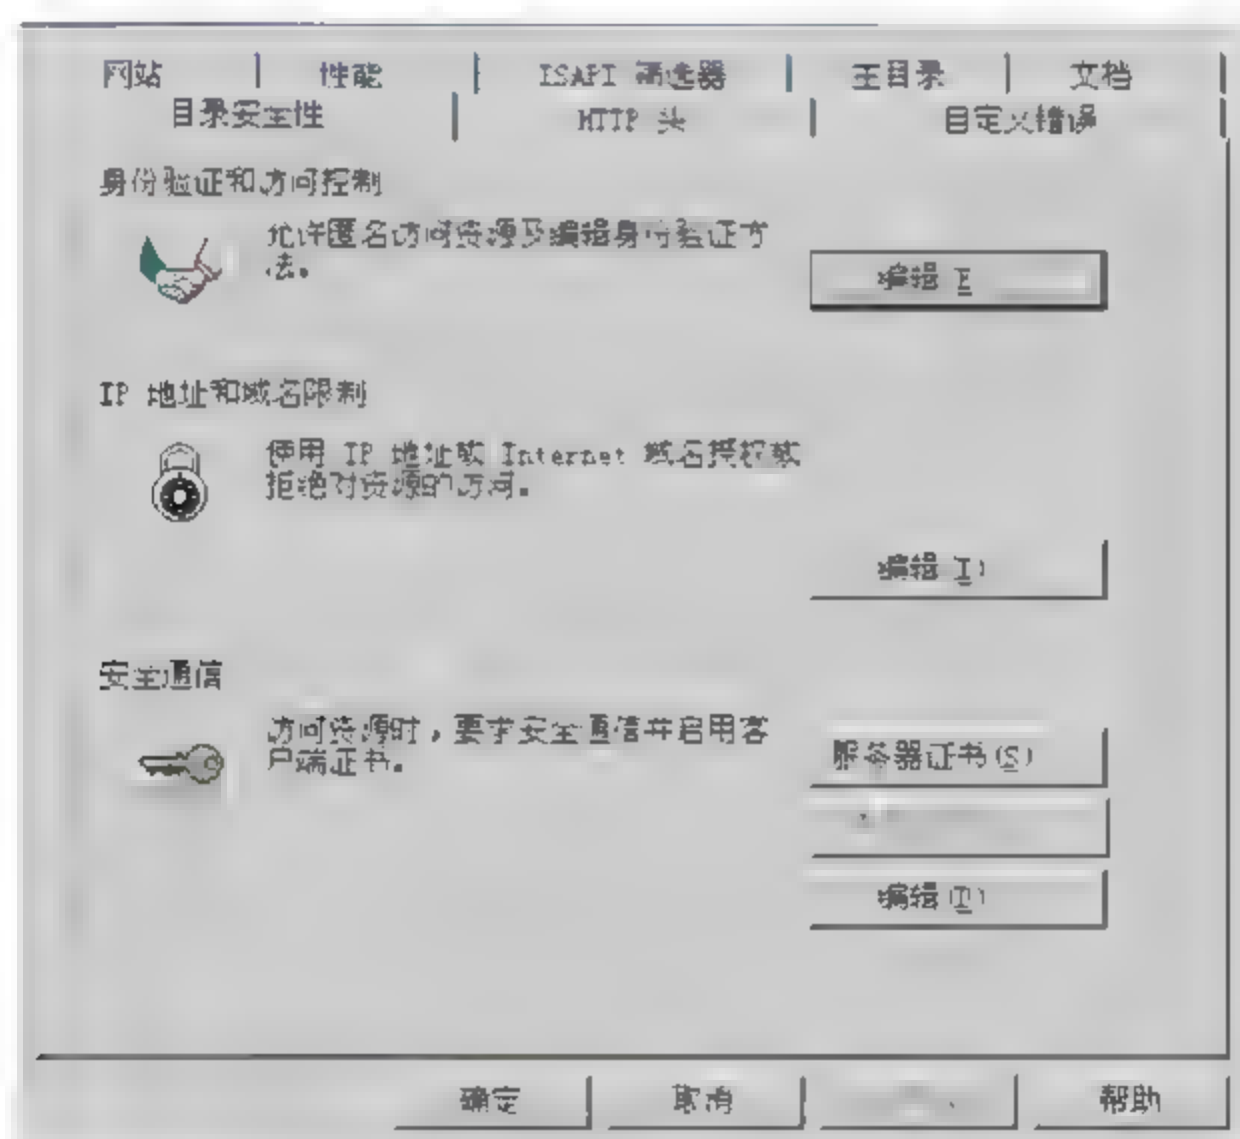 网站 性能 ISAPI 筛选器 主目录 文档
目录安全性 HTTP 头 自定义错误
身份验证和访问控制
允许匿名访问资源及编辑身份验证方
法。
编辑 E
IP 地址和域名限制
使用 IP 地址或 Internet 域名授权或
拒绝对资源的访问。
编辑 I)
安全通信
访问资源时，要求安全通信并启用客
户端证书。
服务器证书(S)
编辑(D)
确定 取消 帮助